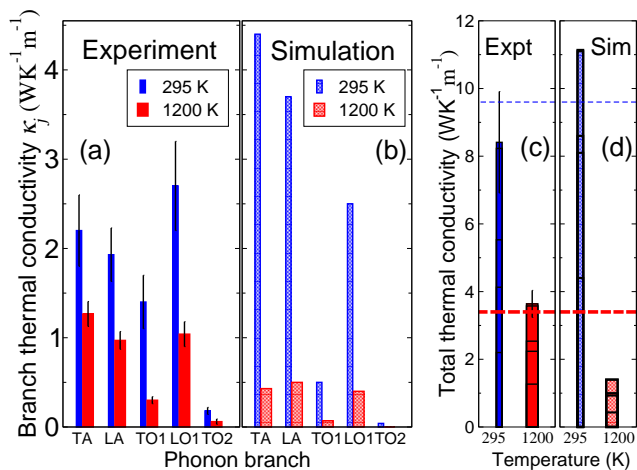 Experiment
295 K
1200 K
(a)
Simulation
295 K
1200 K
(b)
Branch thermal conductivity κj (WK-1m-1)
4
3
2
1
0
TA LA TO1 LO1 TO2
TA LA TO1 LO1 TO2
Phonon branch
Expt
(c)
Sim
(d)
Total thermal conductivity (WK-1m-1)
12
10
8
6
4
2
0
295 1200
295 1200
Temperature (K)